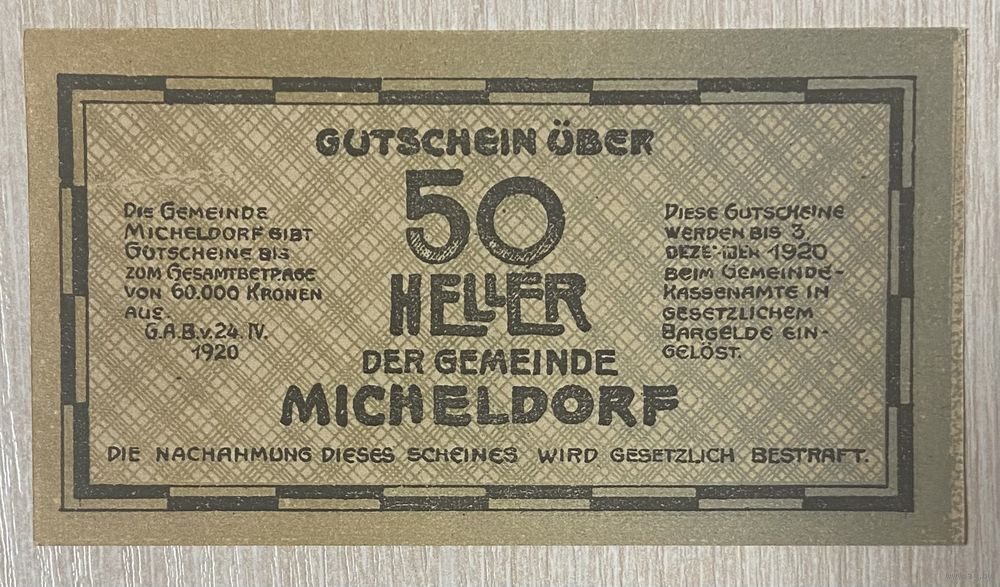 GUTSCHEIN ÜBER
50
HELLER
DER GEMEINDE
MICHELDORF
DIE GEMEINDE
MICHELDORF GIBT
GUTSCHEINE BIS
ZUM GESAMTBETRAGE
VON 60.000 KRONEN
AUS.
G.A.B.v.24.IV.
1920
DIESE GUTSCHEINE
WERDEN BIS 3.
DEZEMBER 1920
BEIM GEMEINDE-
KASSENAMTE IN
GESETZLICHEM
BARGELDE EIN-
GELÖST.
DIE NACHAHMUNG DIESES SCHEINES WIRD GESETZLICH BESTRAFT.